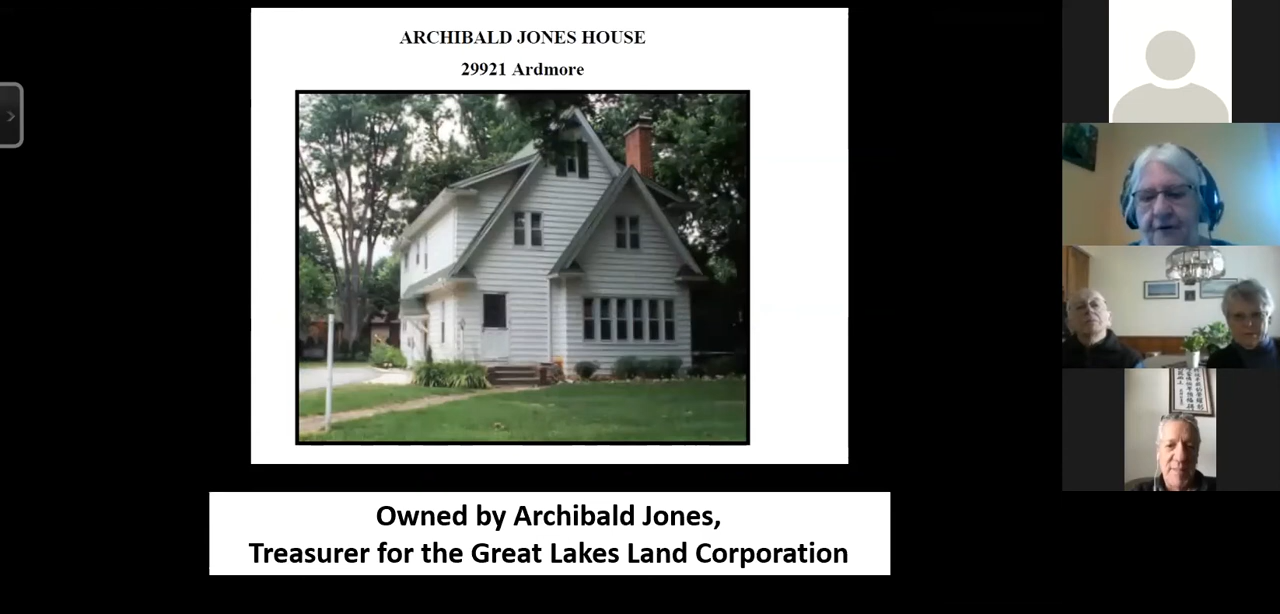 ARCHIBALD JONES HOUSE
29921 Ardmore
Owned by Archibald Jones,
Treasurer for the Great Lakes Land Corporation